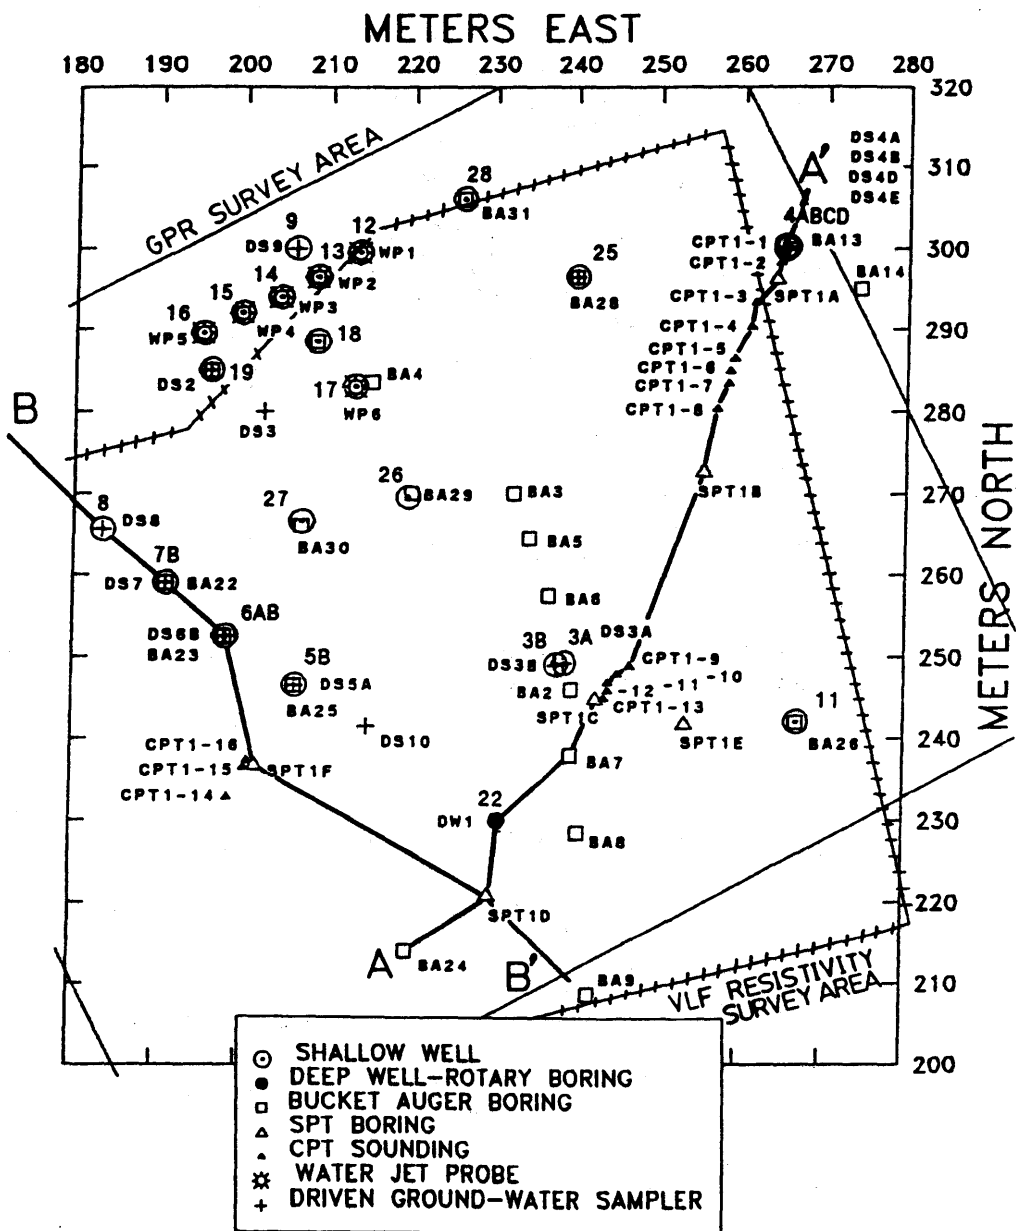 METERS EAST
180 190 200 210 220 230 240 250 260 270 280
320
310
300
290
280
270
260
250
240
230
220
210
200
METERS NORTH
GPR SURVEY AREA
A'
DS4A
DS4B
DS4D
DS4E
28
BA31
4ABCD
BA13
CPT1-1
CPT1-2
BA14
9
DS9
12
WP1
13
WP2
14
WP3
15
WP4
16
WP5
25
BA28
CPT1-3
SPT1A
CPT1-4
CPT1-5
CPT1-6
CPT1-7
CPT1-8
18
19
DS2
17
BA4
WP6
DS3
B
SPT1B
8
DS8
27
BA30
26
BA29
BA3
BA5
7B
DS7
BA22
BA6
6AB
DS6B
BA23
3B
3A
DS3A
DS3B
CPT1-9
-10
-11
-12
CPT1-13
5B
DS5A
BA25
BA2
SPT1C
SPT1E
11
BA26
DS10
CPT1-16
CPT1-15
SPT1F
CPT1-14
BA7
22
DW1
BA8
SPT1D
A
BA24
B'
BA9
VLF RESISTIVITY
SURVEY AREA
SHALLOW WELL
DEEP WELL-ROTARY BORING
BUCKET AUGER BORING
SPT BORING
CPT SOUNDING
WATER JET PROBE
DRIVEN GROUND-WATER SAMPLER